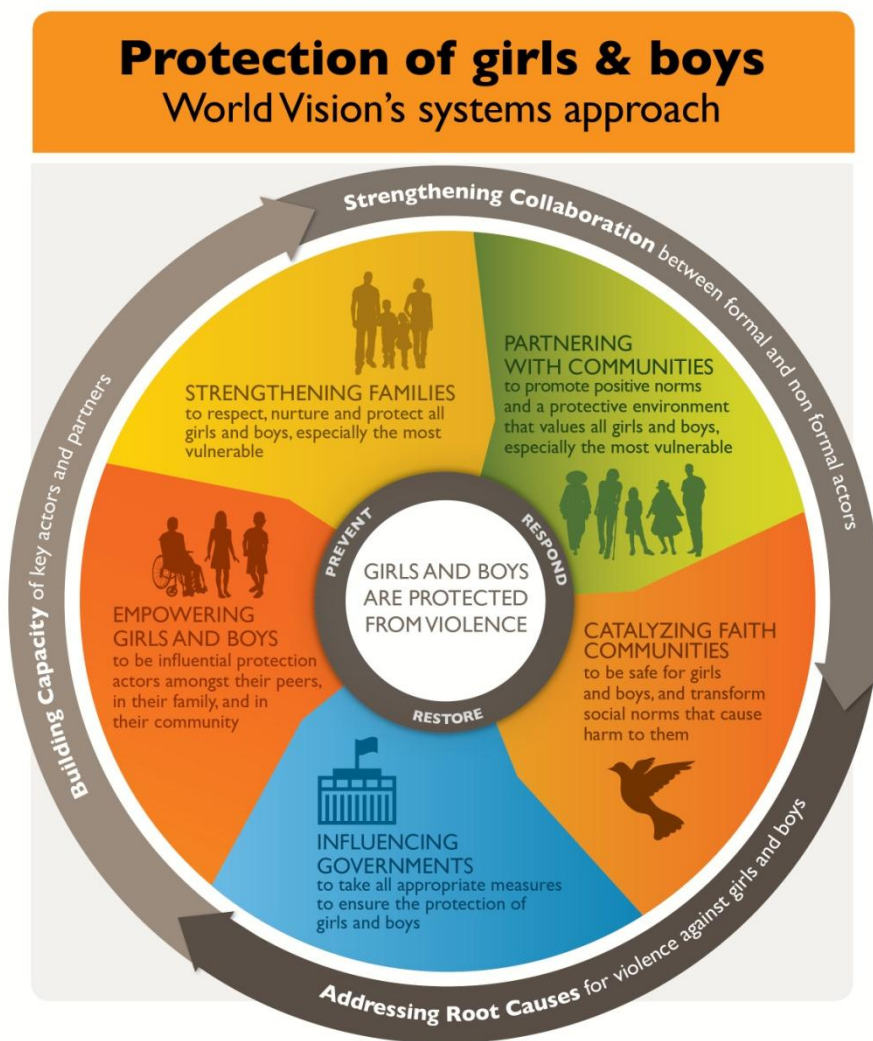 Protection of girls & boys
World Vision's systems approach
Strengthening Collaboration between formal and non formal actors
STRENGTHENING FAMILIES
to respect, nurture and protect all
girls and boys, especially the most
vulnerable
PARTNERING
WITH COMMUNITIES
to promote positive norms
and a protective environment
that values all girls and boys,
especially the most vulnerable
Building Capacity of key actors and partners
PREVENT
RESPOND
GIRLS AND BOYS
ARE PROTECTED
FROM VIOLENCE
RESTORE
EMPOWERING
GIRLS AND BOYS
to be influential protection
actors amongst their peers,
in their family, and in
their community
CATALYZING FAITH
COMMUNITIES
to be safe for girls
and boys, and transform
social norms that cause
harm to them
INFLUENCING
GOVERNMENTS
to take all appropriate measures
to ensure the protection of
girls and boys
Addressing Root Causes for violence against girls and boys